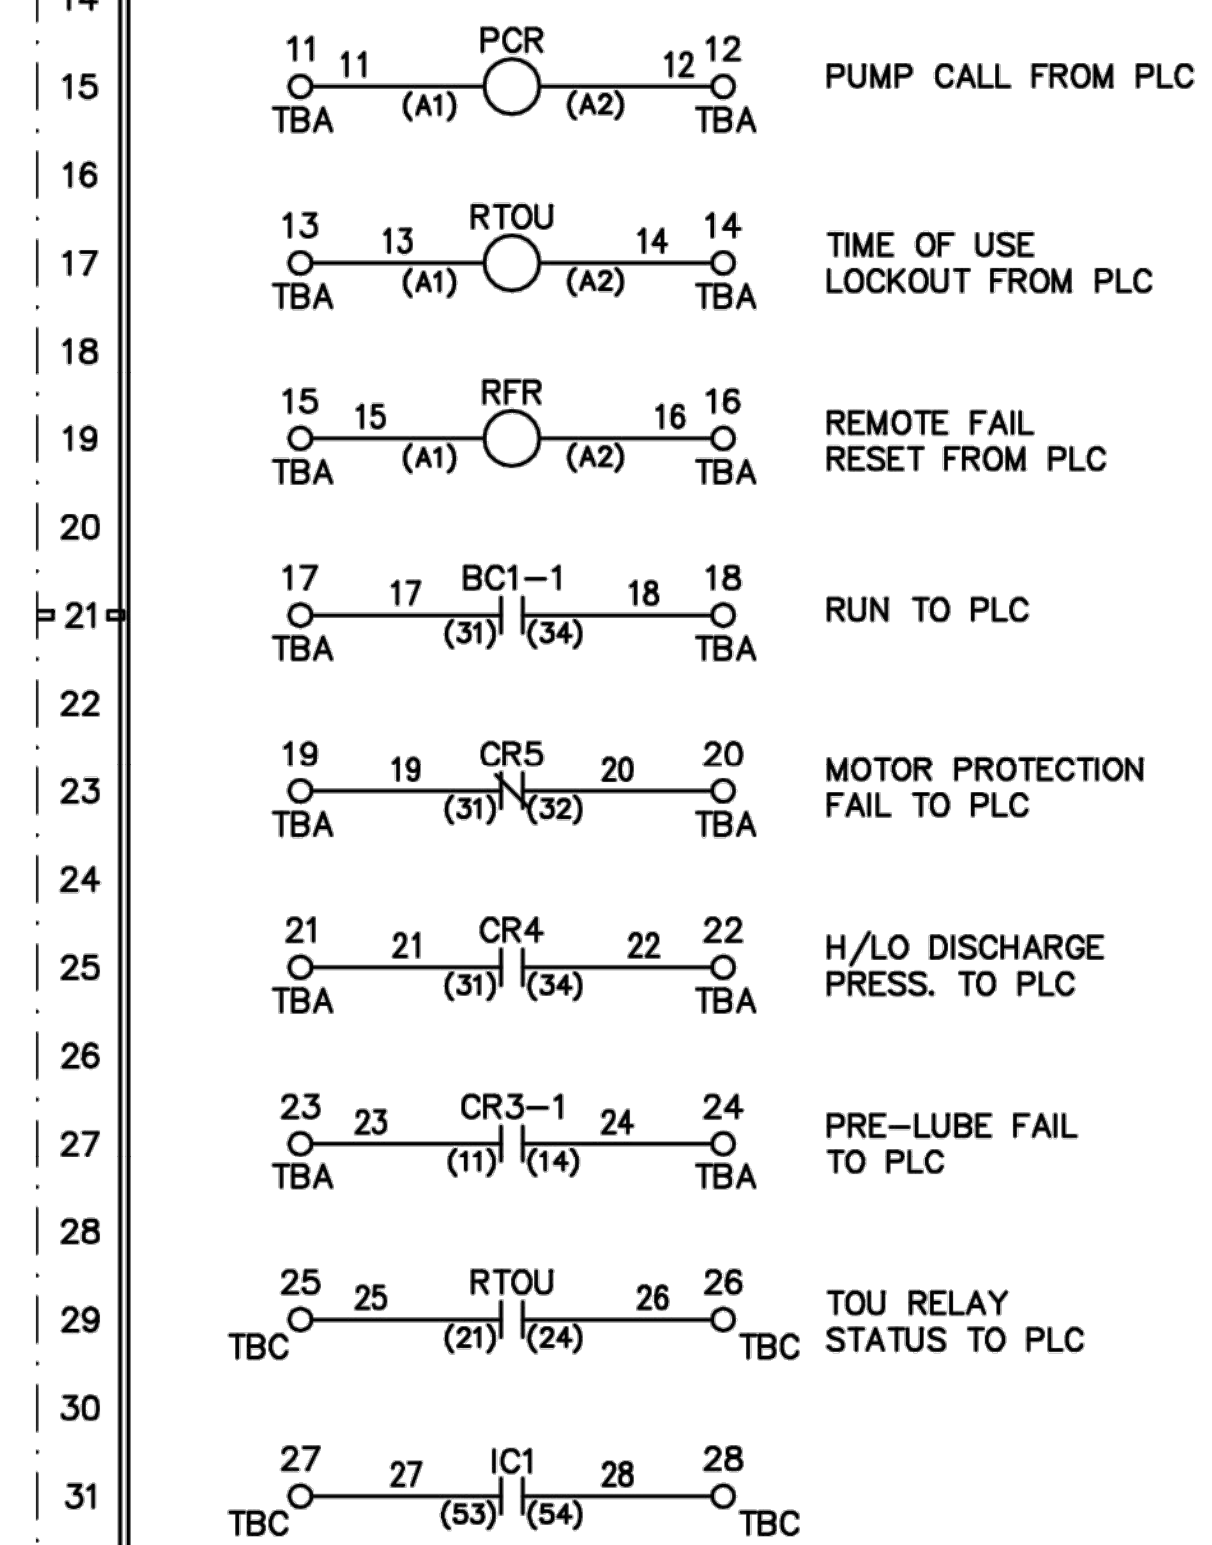 14
PCR
11 11 12 12
15 PUMP CALL FROM PLC
TBA (A1) (A2) TBA
16
RTOU
13 13 14 14
17 TIME OF USE
LOCKOUT FROM PLC
TBA (A1) (A2) TBA
18
RFR
15 15 16 16
19 REMOTE FAIL
RESET FROM PLC
TBA (A1) (A2) TBA
20
BC1-1
17 17 18 18
21 RUN TO PLC
TBA (31) (34) TBA
22
CR5
19 19 20 20
23 MOTOR PROTECTION
FAIL TO PLC
TBA (31) (32) TBA
24
CR4
21 21 22 22
25 H/LO DISCHARGE
PRESS. TO PLC
TBA (31) (34) TBA
26
CR3-1
23 23 24 24
27 PRE-LUBE FAIL
TO PLC
TBA (11) (14) TBA
28
RTOU
25 25 26 26
29 TOU RELAY
STATUS TO PLC
TBC (21) (24) TBC
30
IC1
27 27 28 28
31
TBC (53) (54) TBC